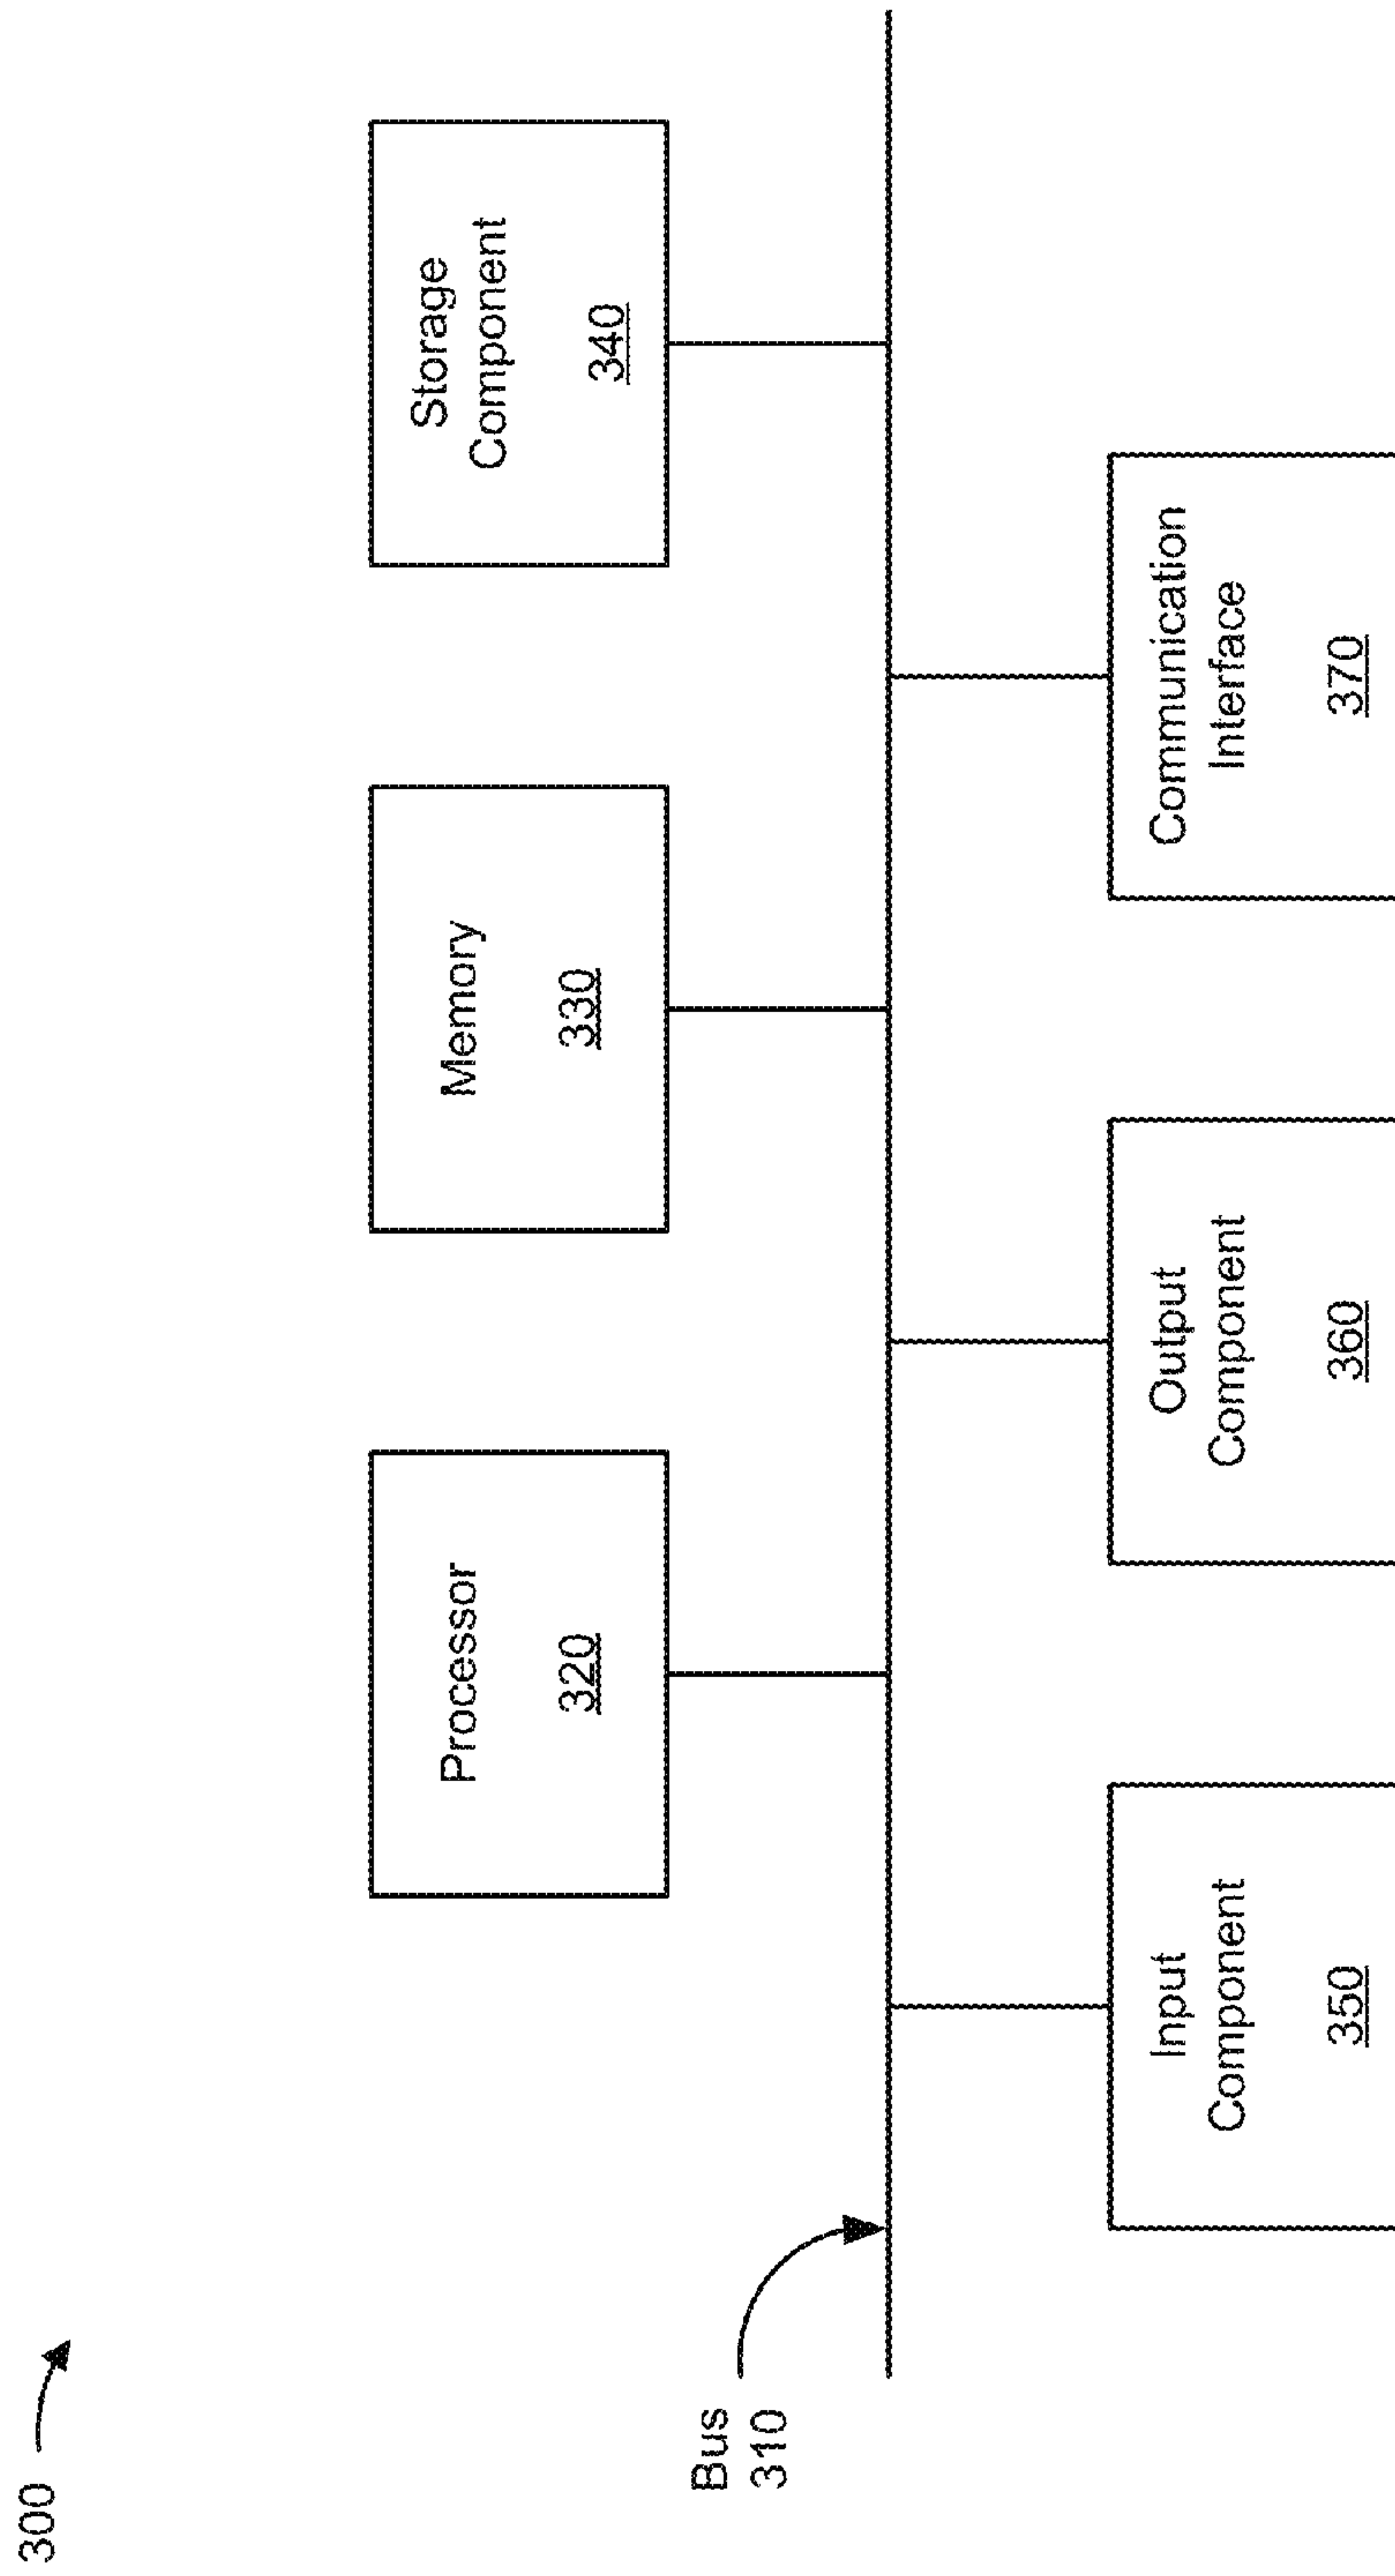 300
Processor
320
Memory
330
Storage
Component
340
Bus
310
Input
Component
350
Output
Component
360
Communication
Interface
370